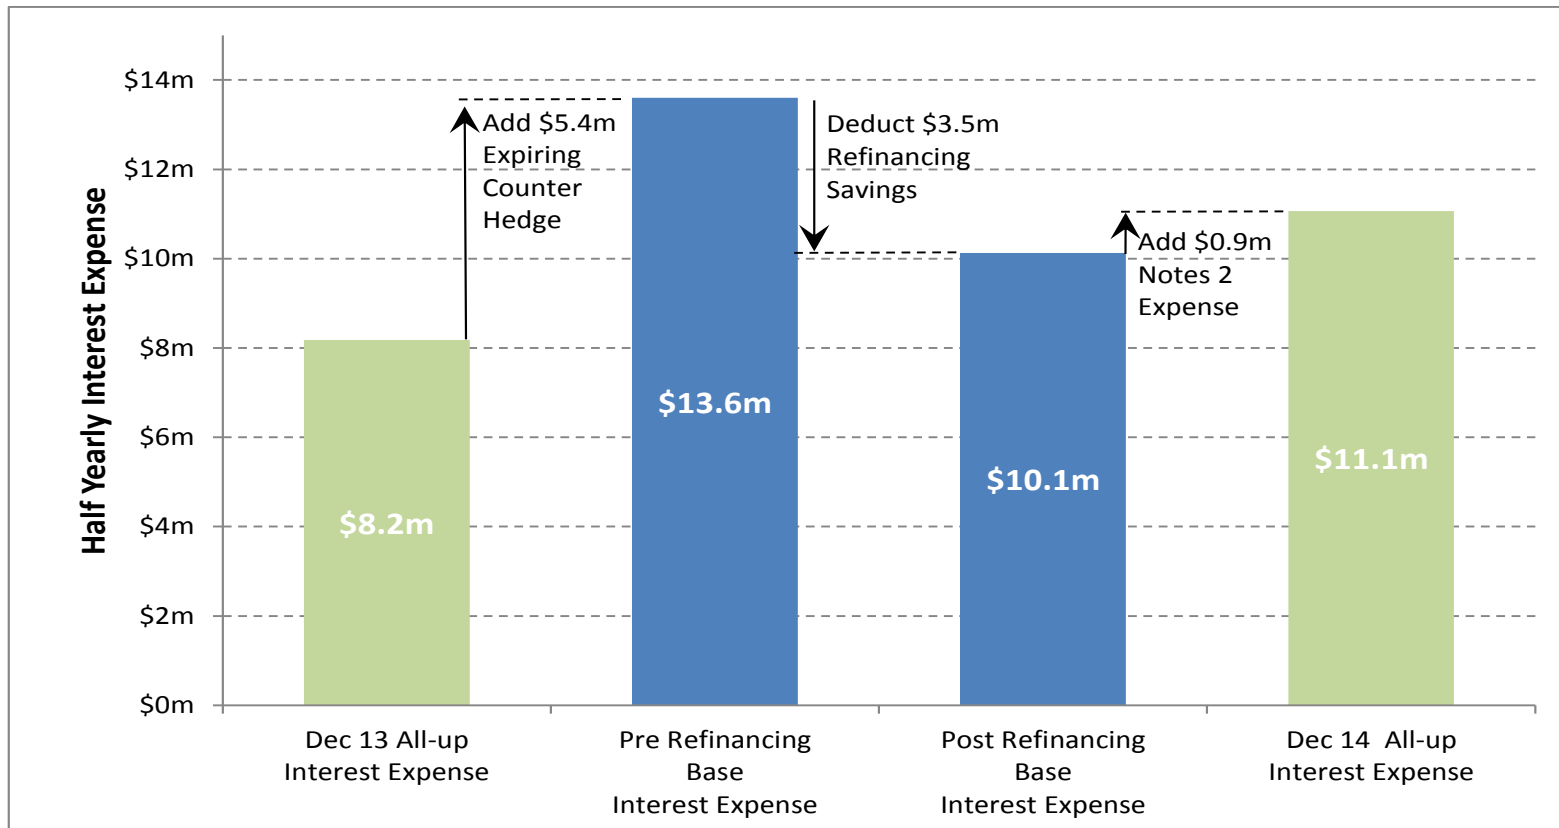 Half Yearly Interest Expense
$14m
$12m
$10m
$8m
$6m
$4m
$2m
$0m
Add $5.4m
Expiring
Counter
Hedge
Deduct $3.5m
Refinancing
Savings
Add $0.9m
Notes 2
Expense
$8.2m
$13.6m
$10.1m
$11.1m
Dec 13 All-up
Interest Expense
Pre Refinancing
Base
Interest Expense
Post Refinancing
Base
Interest Expense
Dec 14  All-up
Interest Expense